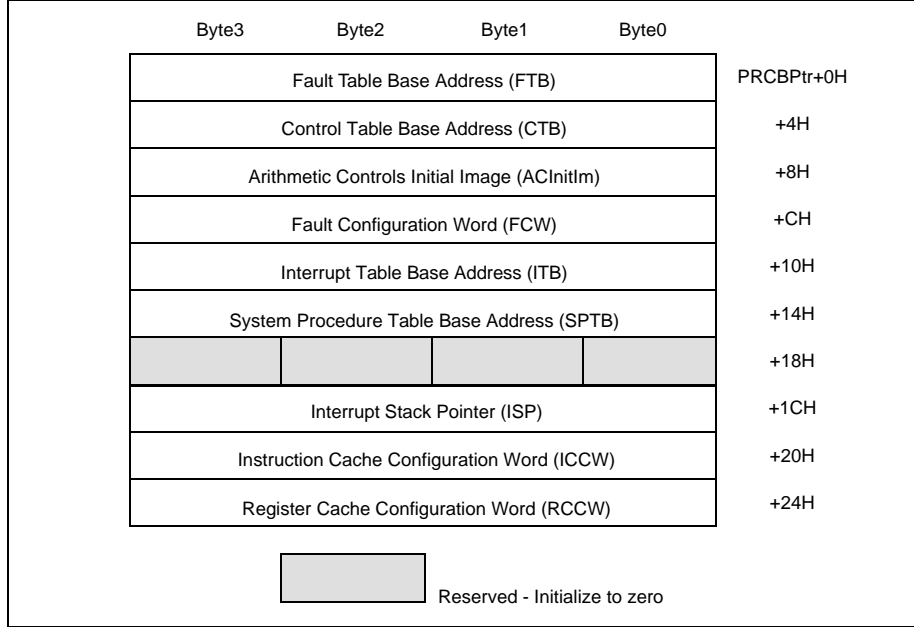 Byte3 Byte2 Byte1 Byte0
Fault Table Base Address (FTB) PRCBPtr+0H
Control Table Base Address (CTB) +4H
Arithmetic Controls Initial Image (ACInitIm) +8H
Fault Configuration Word (FCW) +CH
Interrupt Table Base Address (ITB) +10H
System Procedure Table Base Address (SPTB) +14H
+18H
Interrupt Stack Pointer (ISP) +1CH
Instruction Cache Configuration Word (ICCW) +20H
Register Cache Configuration Word (RCCW) +24H
Reserved - Initialize to zero